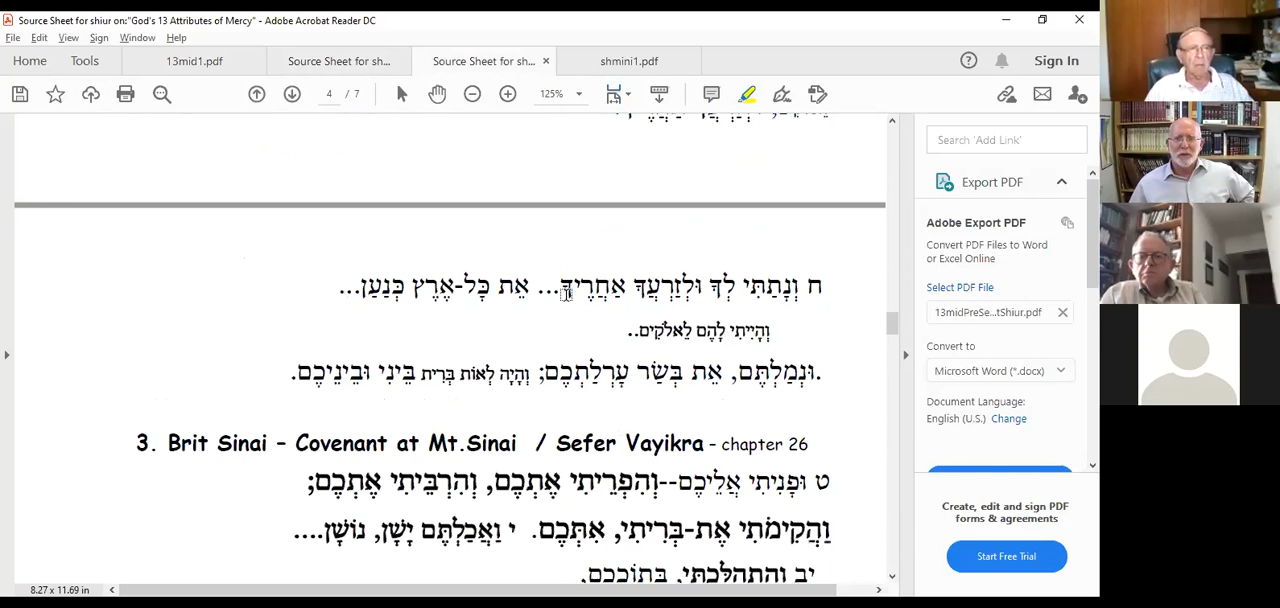 Source Sheet for shiur on:"God's 13 Attributes of Mercy" - Adobe Acrobat Reader DC
File Edit View Sign Window Help
Home Tools 13mid1.pdf Source Sheet for sh... Source Sheet for sh... × shmini1.pdf Sign In
4 / 7 125%
ח וְנָתַתִּי לְךָ וּלְזַרְעֲךָ אַחֲרֶיךָ... אֵת כָּל-אֶרֶץ כְּנַעַן...
וְהָיִיתִי לָהֶם לֵאלֹקִים..
.וּנְמַלְתֶּם, אֵת בְּשַׂר עָרְלַתְכֶם; וְהָיָה לְאוֹת בְּרִית בֵּינִי וּבֵינֵיכֶם.
3. Brit Sinai – Covenant at Mt.Sinai / Sefer Vayikra – chapter 26
ט וּפָנִיתִי אֲלֵיכֶם--וְהִפְרֵיתִי אֶתְכֶם, וְהִרְבֵּיתִי אֶתְכֶם;
וַהֲקִימֹתִי אֶת-בְּרִיתִי, אִתְּכֶם. י וַאֲכַלְתֶּם יָשָׁן, נוֹשָׁן....
יב וְהִתְהַלַּכְתִּי, בְּתוֹכְכֶם,
8.27 x 11.69 in
Search 'Add Link'
Export PDF
Adobe Export PDF
Convert PDF Files to Word
or Excel Online
Select PDF File
13midPreSe...tShiur.pdf
Convert to
Microsoft Word (*.docx)
Document Language:
English (U.S.) Change
Create, edit and sign PDF
forms & agreements
Start Free Trial